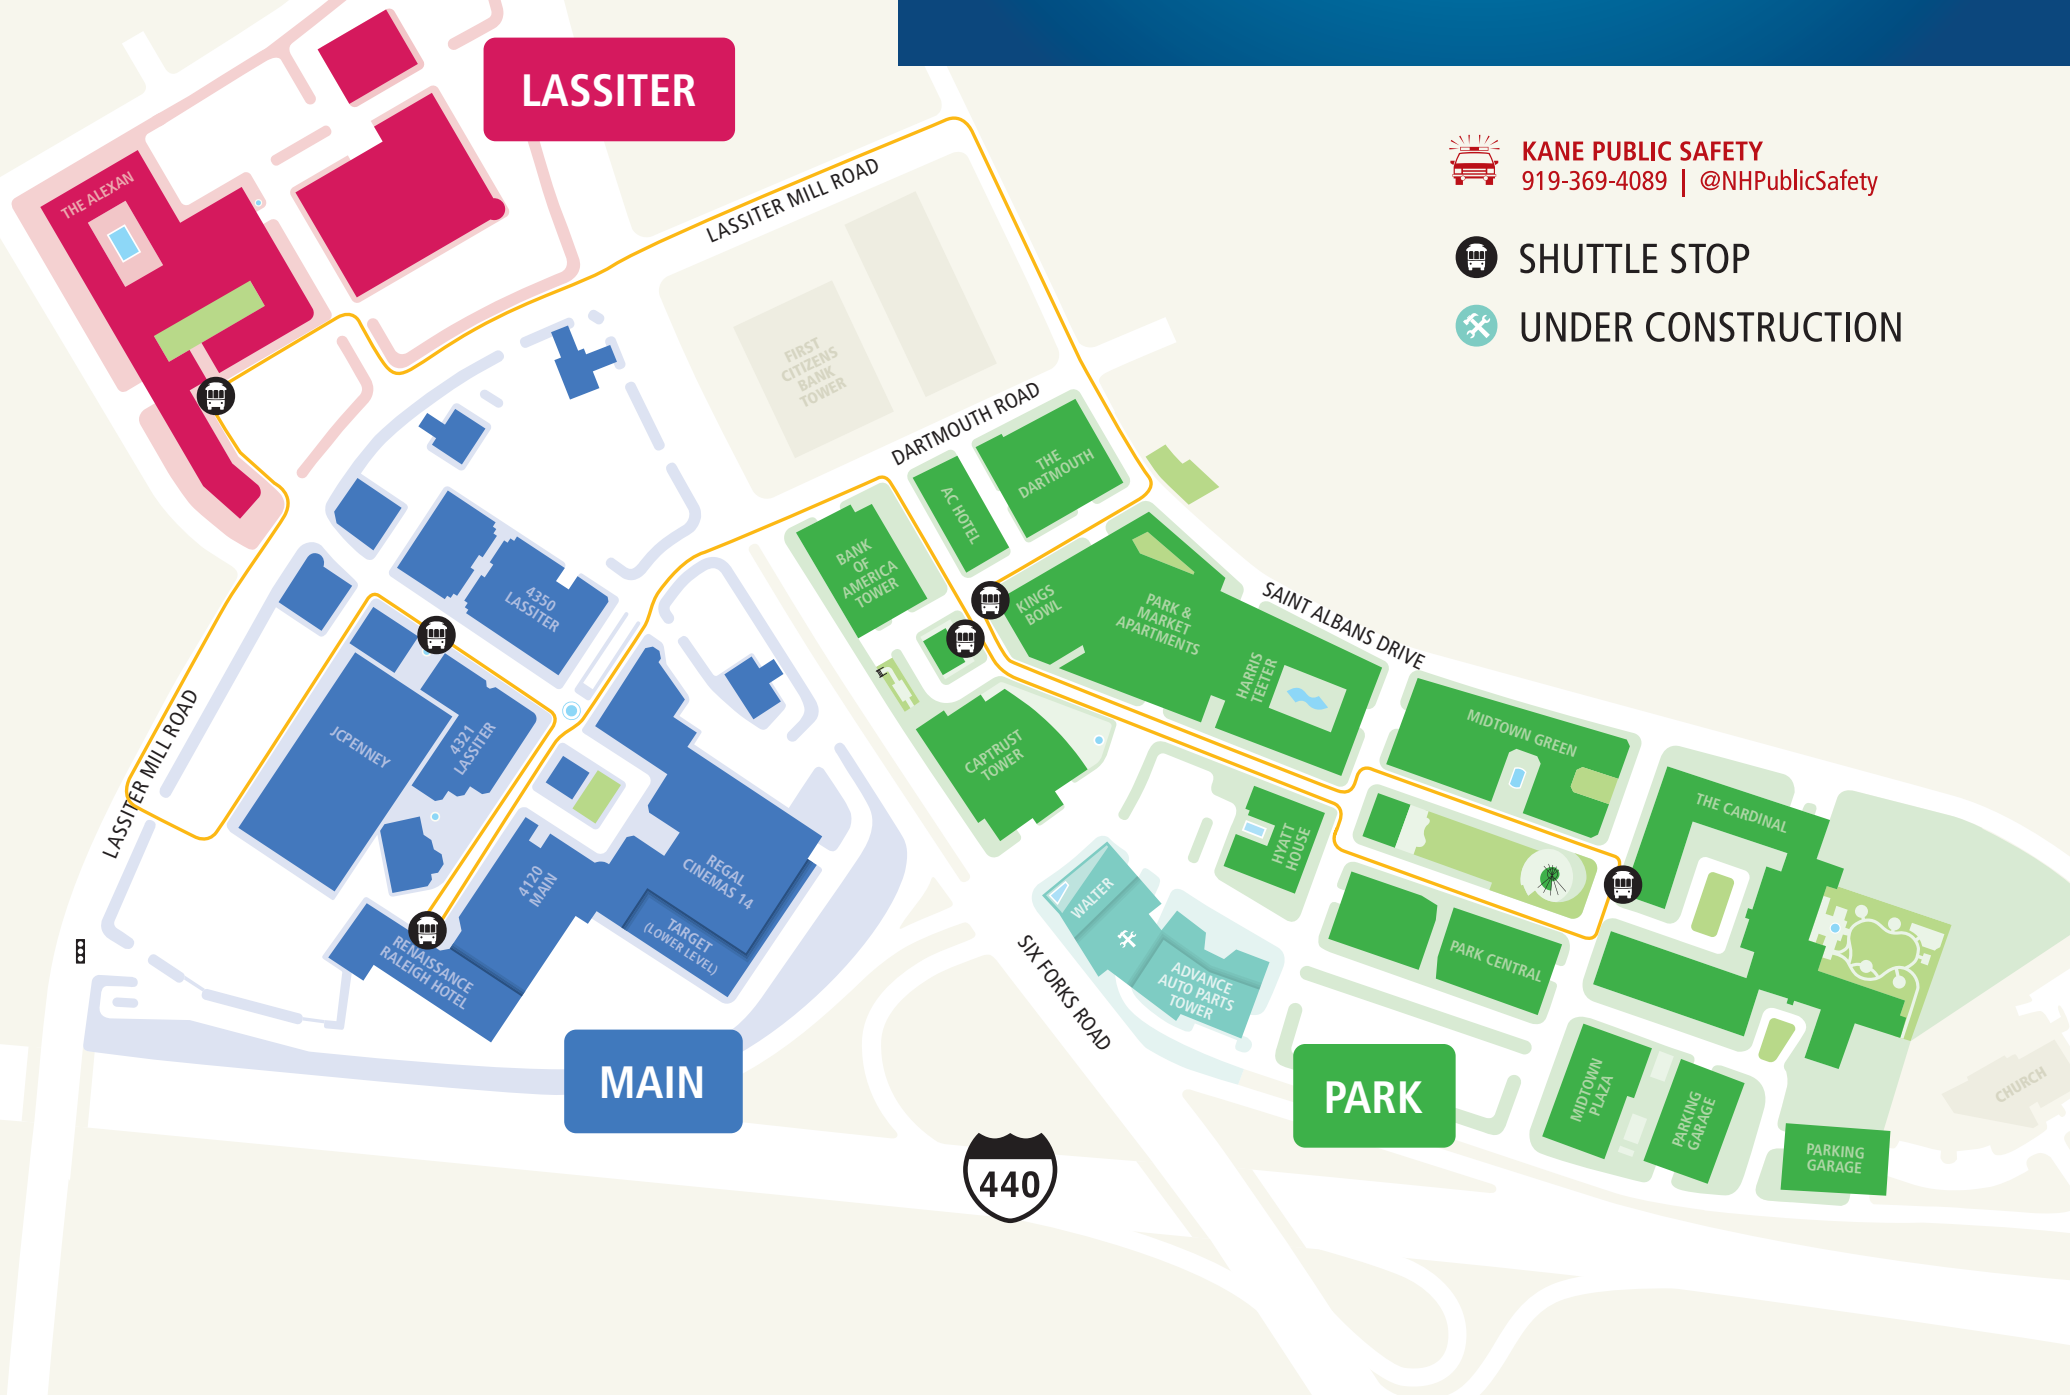 LASSITER
KANE PUBLIC SAFETY
919-369-4089 | @NHPublicSafety
SHUTTLE STOP
UNDER CONSTRUCTION
THE ALEXAN
LASSITER MILL ROAD
FIRST
CITIZENS
BANK
TOWER
DARTMOUTH ROAD
THE
DARTMOUTH
AC HOTEL
BANK
OF
AMERICA
TOWER
KINGS
BOWL
PARK &
MARKET
APARTMENTS
HARRIS
TEETER
SAINT ALBANS DRIVE
4350
LASSITER
JCPENNEY
4321
LASSITER
LASSITER MILL ROAD
CAPTRUST
TOWER
MIDTOWN GREEN
THE CARDINAL
HYATT
HOUSE
4120
MAIN
REGAL
CINEMAS 14
TARGET
(LOWER LEVEL)
RENAISSANCE
RALEIGH HOTEL
WALTER
ADVANCE
AUTO PARTS
TOWER
SIX FORKS ROAD
PARK CENTRAL
MAIN
PARK
MIDTOWN
PLAZA
PARKING
GARAGE
PARKING
GARAGE
CHURCH
440